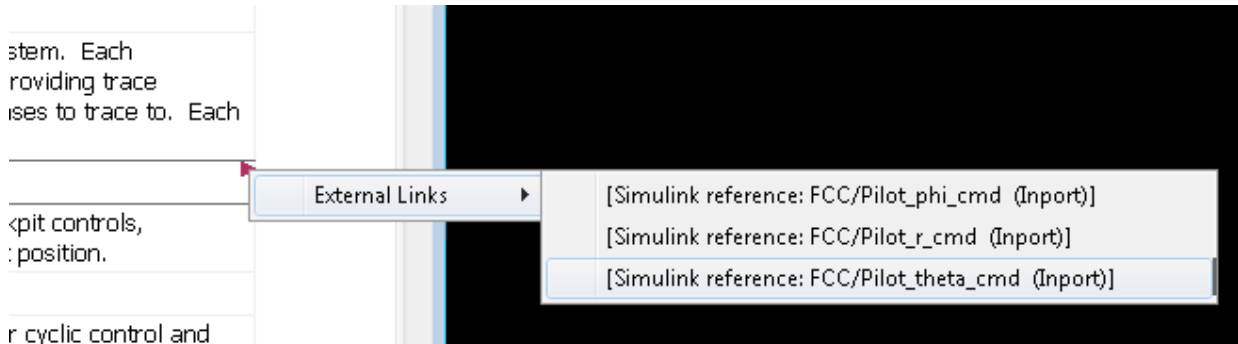 stem.  Each
roviding trace
ses to trace to.  Each
External Links
[Simulink reference: FCC/Pilot_phi_cmd  (Inport)]
[Simulink reference: FCC/Pilot_r_cmd  (Inport)]
[Simulink reference: FCC/Pilot_theta_cmd  (Inport)]
kpit controls,
position.
r cyclic control and